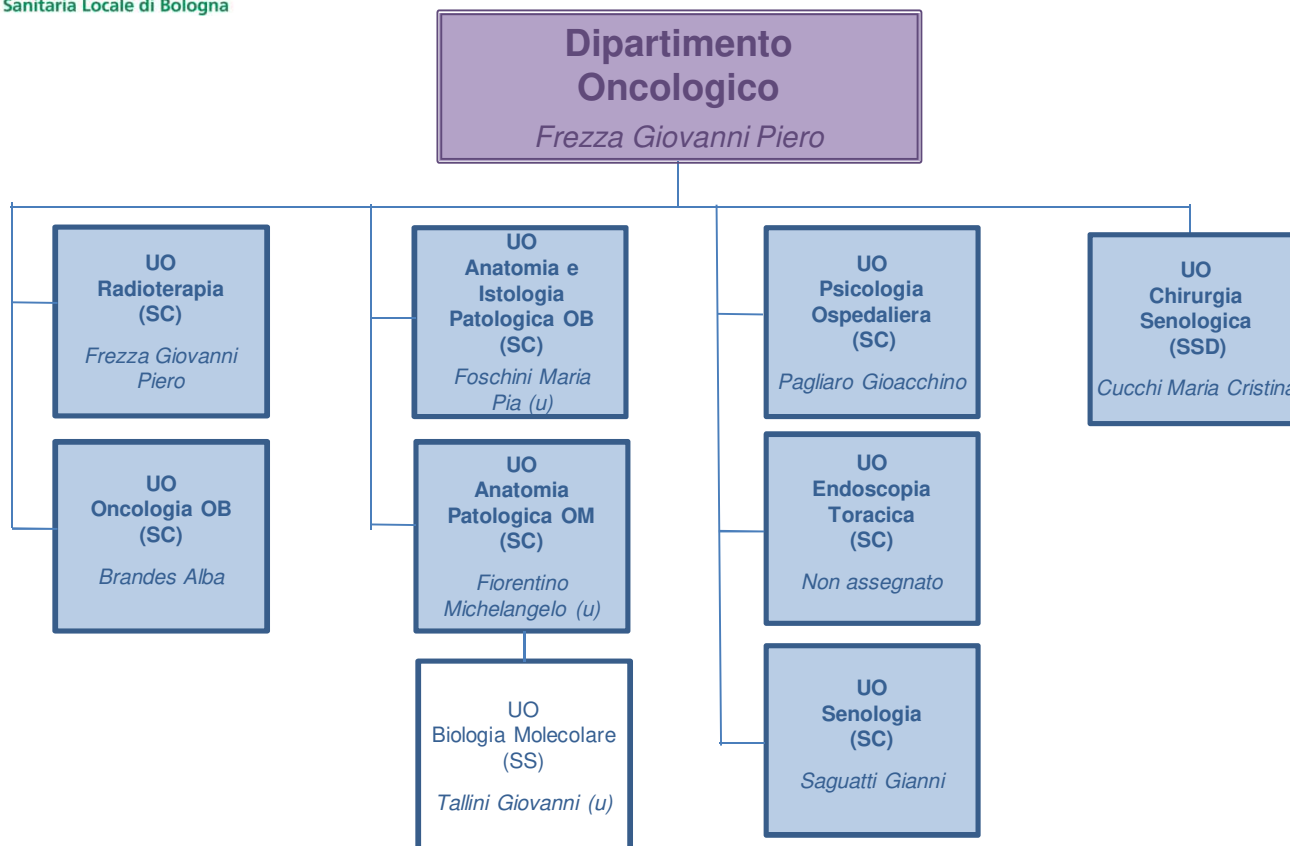 Sanitaria Locale di Bologna
Dipartimento
Oncologico
Frezza Giovanni Piero
UO
Radioterapia
(SC)
Frezza Giovanni
Piero
UO
Oncologia OB
(SC)
Brandes Alba
UO
Anatomia e
Istologia
Patologica OB
(SC)
Foschini Maria
Pia (u)
UO
Anatomia
Patologica OM
(SC)
Fiorentino
Michelangelo (u)
UO
Biologia Molecolare
(SS)
Tallini Giovanni (u)
UO
Psicologia
Ospedaliera
(SC)
Pagliaro Gioacchino
UO
Endoscopia
Toracica
(SC)
Non assegnato
UO
Senologia
(SC)
Saguatti Gianni
UO
Chirurgia
Senologica
(SSD)
Cucchi Maria Cristina